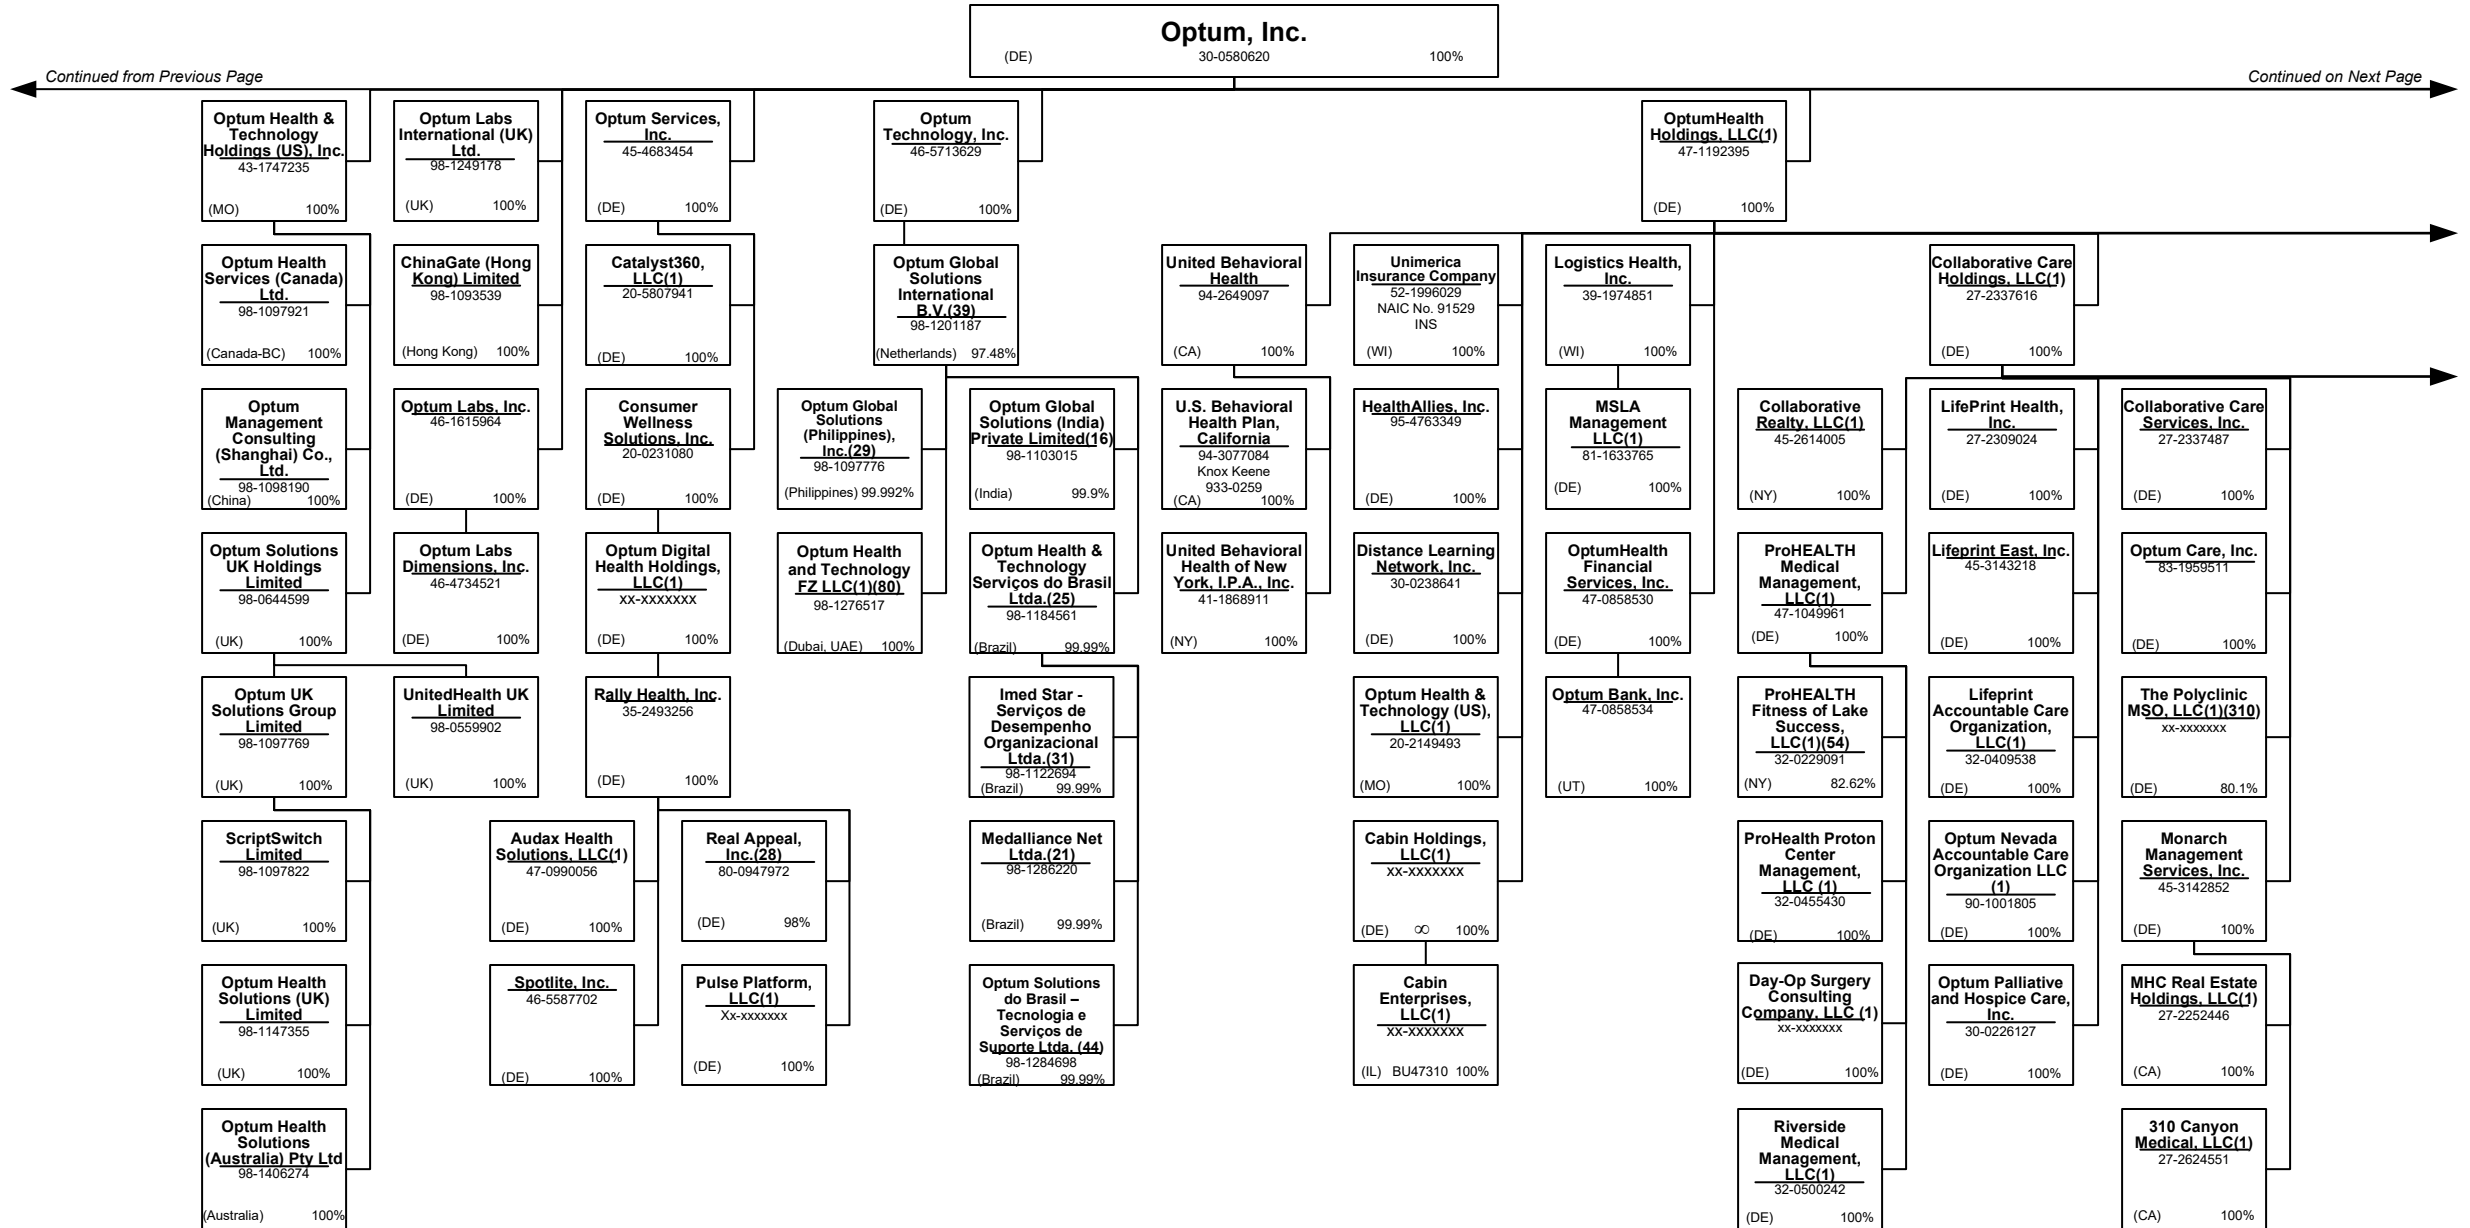 Optum, Inc.
(DE) 30-0580620 100%
Continued from Previous Page
Continued on Next Page
Optum Health &
Technology
Holdings (US), Inc.
43-1747235
(MO) 100%
Optum Labs
International (UK)
Ltd.
98-1249178
(UK) 100%
Optum Services,
Inc.
45-4683454
(DE) 100%
Optum
Technology, Inc.
46-5713629
(DE) 100%
OptumHealth
Holdings, LLC(1)
47-1192395
(DE) 100%
Optum Health
Services (Canada)
Ltd.
98-1097921
(Canada-BC) 100%
ChinaGate (Hong
Kong) Limited
98-1093539
(Hong Kong) 100%
Catalyst360,
LLC(1)
20-5807941
(DE) 100%
Optum Global
Solutions
International
B.V.(39)
98-1201187
(Netherlands) 97.48%
United Behavioral
Health
94-2649097
(CA) 100%
Unimerica
Insurance Company
52-1996029
NAIC No. 91529
INS
(WI) 100%
Logistics Health,
Inc.
39-1974851
(WI) 100%
Collaborative Care
Holdings, LLC(1)
27-2337616
(DE) 100%
Optum
Management
Consulting
(Shanghai) Co.,
Ltd.
98-1098190
(China) 100%
Optum Labs, Inc.
46-1615964
(DE) 100%
Consumer
Wellness
Solutions, Inc.
20-0231080
(DE) 100%
Optum Global
Solutions
(Philippines),
Inc.(29)
98-1097776
(Philippines) 99.992%
Optum Global
Solutions (India)
Private Limited(16)
98-1103015
(India) 99.9%
U.S. Behavioral
Health Plan,
California
94-3077084
Knox Keene
933-0259
(CA) 100%
HealthAllies, Inc.
95-4763349
(DE) 100%
MSLA
Management
LLC(1)
81-1633765
(DE) 100%
Collaborative
Realty, LLC(1)
45-2614005
(NY) 100%
LifePrint Health,
Inc.
27-2309024
(DE) 100%
Collaborative Care
Services, Inc.
27-2337487
(DE) 100%
Optum Solutions
UK Holdings
Limited
98-0644599
(UK) 100%
Optum Labs
Dimensions, Inc.
46-4734521
(DE) 100%
Optum Digital
Health Holdings,
LLC(1)
xx-xxxxxxx
(DE) 100%
Optum Health
and Technology
FZ LLC(1)(80)
98-1276517
(Dubai, UAE) 100%
Optum Health &
Technology
Serviços do Brasil
Ltda.(25)
98-1184561
(Brazil) 99.99%
United Behavioral
Health of New
York, I.P.A., Inc.
41-1868911
(NY) 100%
Distance Learning
Network, Inc.
30-0238641
(DE) 100%
OptumHealth
Financial
Services, Inc.
47-0858530
(DE) 100%
ProHEALTH
Medical
Management,
LLC(1)
47-1049961
(DE) 100%
Lifeprint East, Inc.
45-3143218
(DE) 100%
Optum Care, Inc.
83-1959511
(DE) 100%
Optum UK
Solutions Group
Limited
98-1097769
(UK) 100%
UnitedHealth UK
Limited
98-0559902
(UK) 100%
Rally Health, Inc.
35-2493256
(DE) 100%
Imed Star -
Serviços de
Desempenho
Organizacional
Ltda.(31)
98-1122694
(Brazil) 99.99%
Optum Health &
Technology (US),
LLC(1)
20-2149493
(MO) 100%
Optum Bank, Inc.
47-0858534
(UT) 100%
ProHEALTH
Fitness of Lake
Success,
LLC(1)(54)
32-0229091
(NY) 82.62%
Lifeprint
Accountable Care
Organization,
LLC(1)
32-0409538
(DE) 100%
The Polyclinic
MSO, LLC(1)(310)
xx-xxxxxxx
(DE) 80.1%
ScriptSwitch
Limited
98-1097822
(UK) 100%
Audax Health
Solutions, LLC(1)
47-0990056
(DE) 100%
Real Appeal,
Inc.(28)
80-0947972
(DE) 98%
Medalliance Net
Ltda.(21)
98-1286220
(Brazil) 99.99%
Cabin Holdings,
LLC(1)
xx-xxxxxxx
(DE) ∞ 100%
ProHealth Proton
Center
Management,
LLC (1)
32-0455430
(DE) 100%
Optum Nevada
Accountable Care
Organization LLC
(1)
90-1001805
(DE) 100%
Monarch
Management
Services, Inc.
45-3142852
(DE) 100%
Optum Health
Solutions (UK)
Limited
98-1147355
(UK) 100%
Spotlite, Inc.
46-5587702
(DE) 100%
Pulse Platform,
LLC(1)
Xx-xxxxxxx
(DE) 100%
Optum Solutions
do Brasil –
Tecnologia e
Serviços de
Suporte Ltda. (44)
98-1284698
(Brazil) 99.99%
Cabin
Enterprises,
LLC(1)
xx-xxxxxxx
(IL) BU47310 100%
Day-Op Surgery
Consulting
Company, LLC (1)
xx-xxxxxxx
(DE) 100%
Optum Palliative
and Hospice Care,
Inc.
30-0226127
(DE) 100%
MHC Real Estate
Holdings, LLC(1)
27-2252446
(CA) 100%
Optum Health
Solutions
(Australia) Pty Ltd
98-1406274
(Australia) 100%
Riverside
Medical
Management,
LLC(1)
32-0500242
(DE) 100%
310 Canyon
Medical, LLC(1)
27-2624551
(CA) 100%